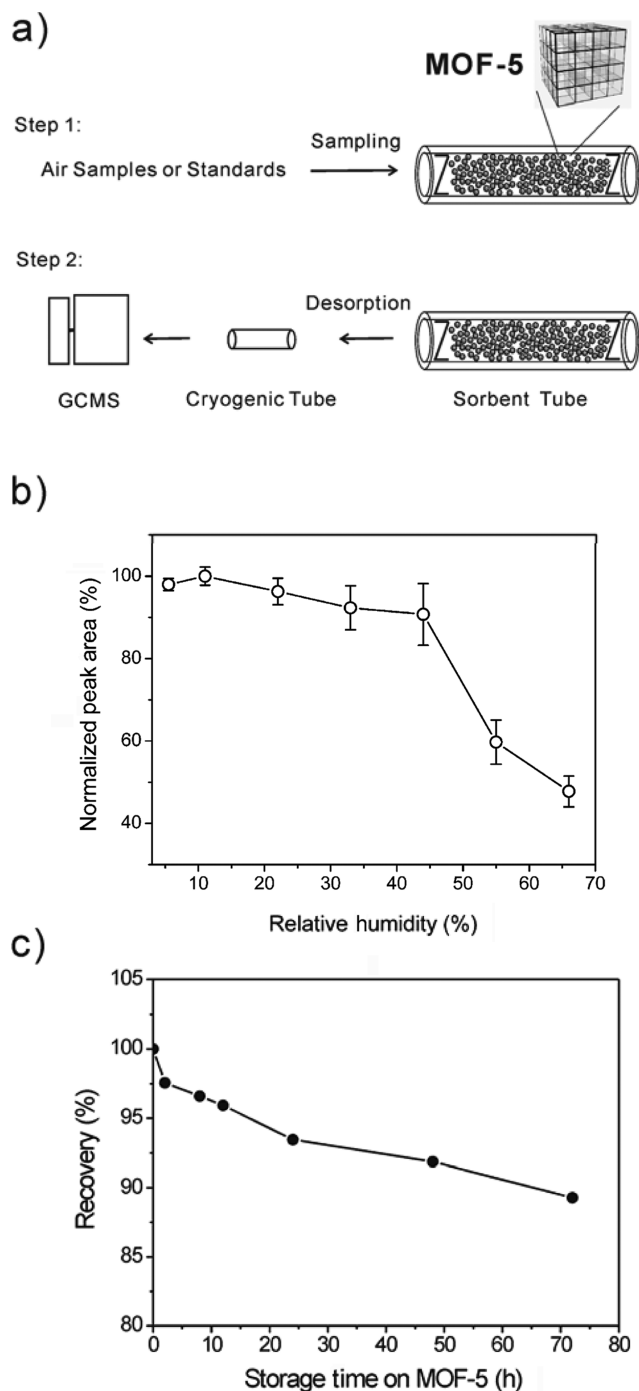 a)
MOF-5
Step 1:
Air Samples or Standards
Sampling
Step 2:
Desorption
GCMS
Cryogenic Tube
Sorbent Tube
b)
Normalized peak area (%)
100
80
60
40
10 20 30 40 50 60 70
Relative humidity (%)
c)
Recovery (%)
105
100
95
90
85
80
0 10 20 30 40 50 60 70 80
Storage time on MOF-5 (h)